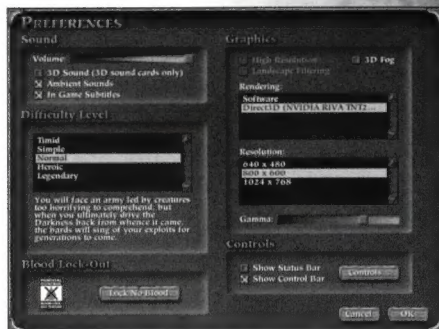 PREFERENCES
Sound
Volume:
3D Sound (3D sound cards only)
Ambient Sounds
In Game Subtitles
Difficulty Level
Timid
Simple
Normal
Heroic
Legendary
You will face an army led by creatures
too horrifying to comprehend, but
when you ultimately drive the
Darkness back from whence it came,
the bards will sing of your exploits for
generations to come.
Blood Lock-Out
Lock No Blood
Graphics
High Resolution
3D Fog
Landscape Filtering
Rendering:
Software
Direct3D (NVIDIA RIVA TNT2 ...
Resolution:
640 x 480
800 x 600
1024 x 768
Gamma:
Controls
Show Status Bar
Show Control Bar
Controls
Cancel
OK